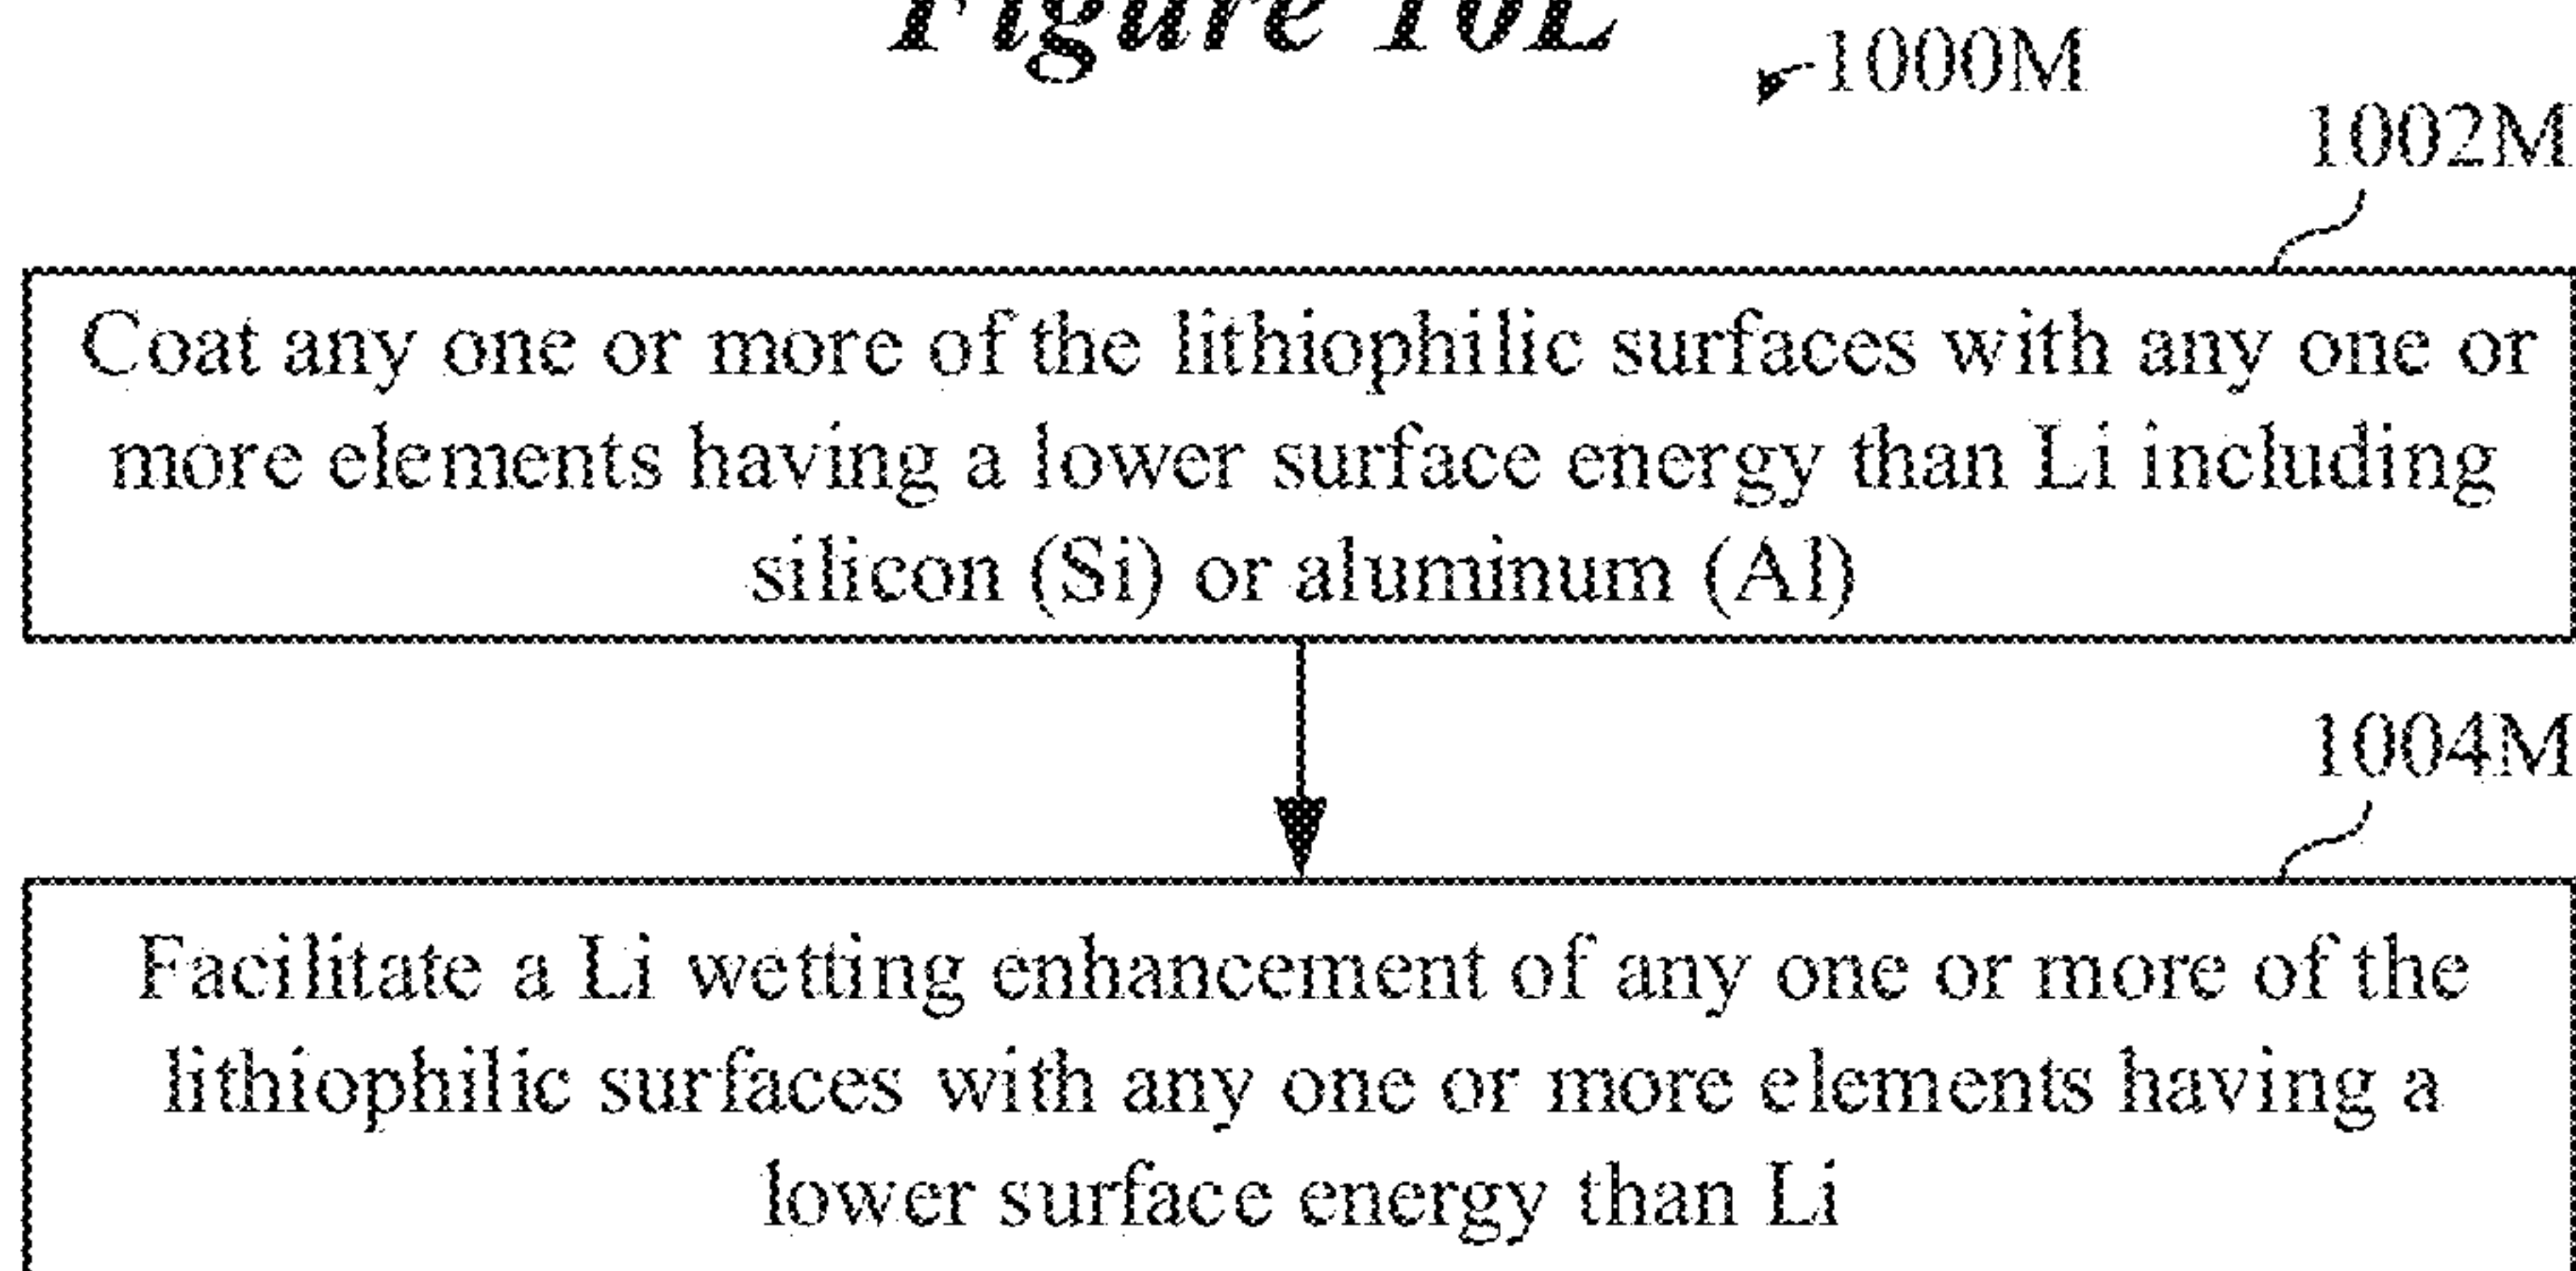 Figure 10L
1000M
1002M
Coat any one or more of the lithiophilic surfaces with any one or
more elements having a lower surface energy than Li including
silicon (Si) or aluminum (Al)
1004M
Facilitate a Li wetting enhancement of any one or more of the
lithiophilic surfaces with any one or more elements having a
lower surface energy than Li